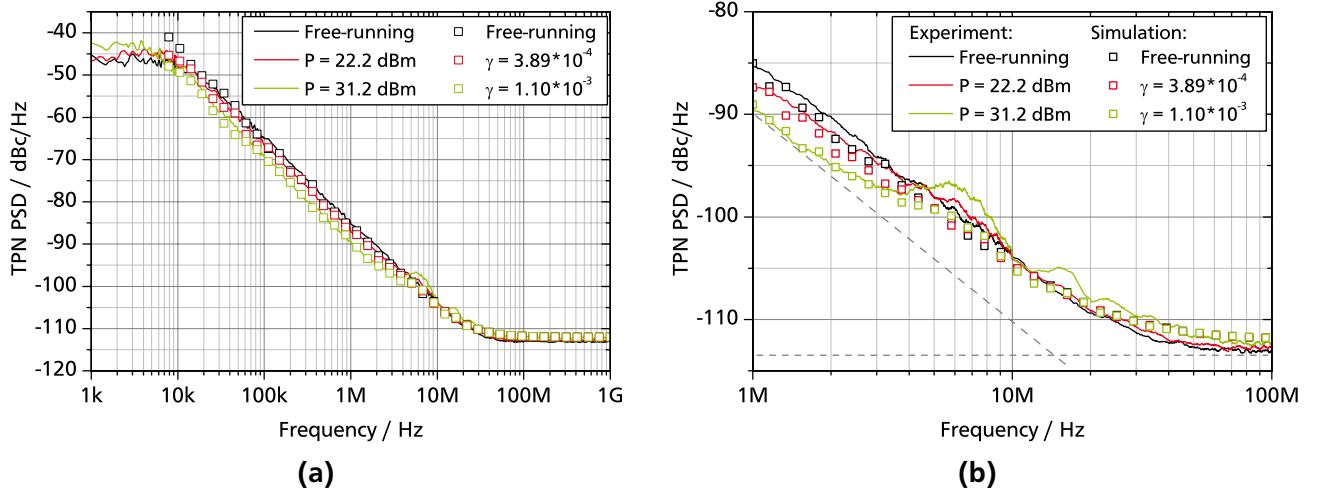 TPN PSD / dBc/Hz
-40
-50
-60
-70
-80
-90
-100
-110
-120
1k 10k 100k 1M 10M 100M 1G
Frequency / Hz
Free-running Free-running
P = 22.2 dBm γ = 3.89*10⁻⁴
P = 31.2 dBm γ = 1.10*10⁻³
(a)
TPN PSD / dBc/Hz
-80
-90
-100
-110
1M 10M 100M
Frequency / Hz
Experiment: Simulation:
Free-running Free-running
P = 22.2 dBm γ = 3.89*10⁻⁴
P = 31.2 dBm γ = 1.10*10⁻³
(b)